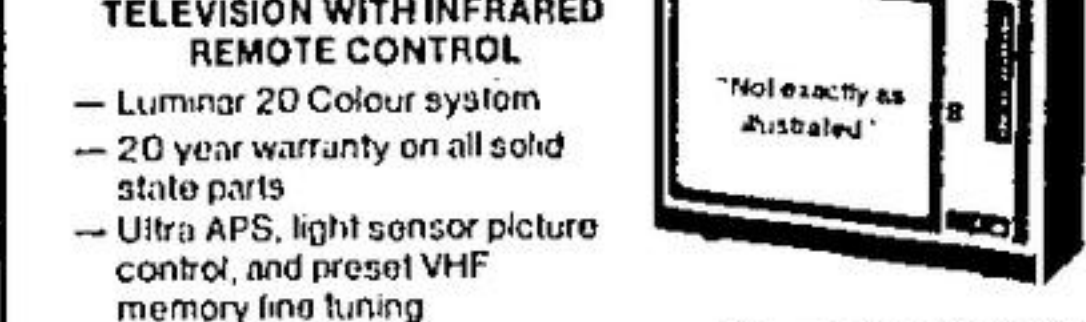 TELEVISION WITH INFRARED
REMOTE CONTROL
— Luminar 20 Colour system
— 20 year warranty on all solid
state parts
— Ultra APS, light sensor picture
control, and preset VHF
memory fine tuning
"Not exactly as
illustrated"